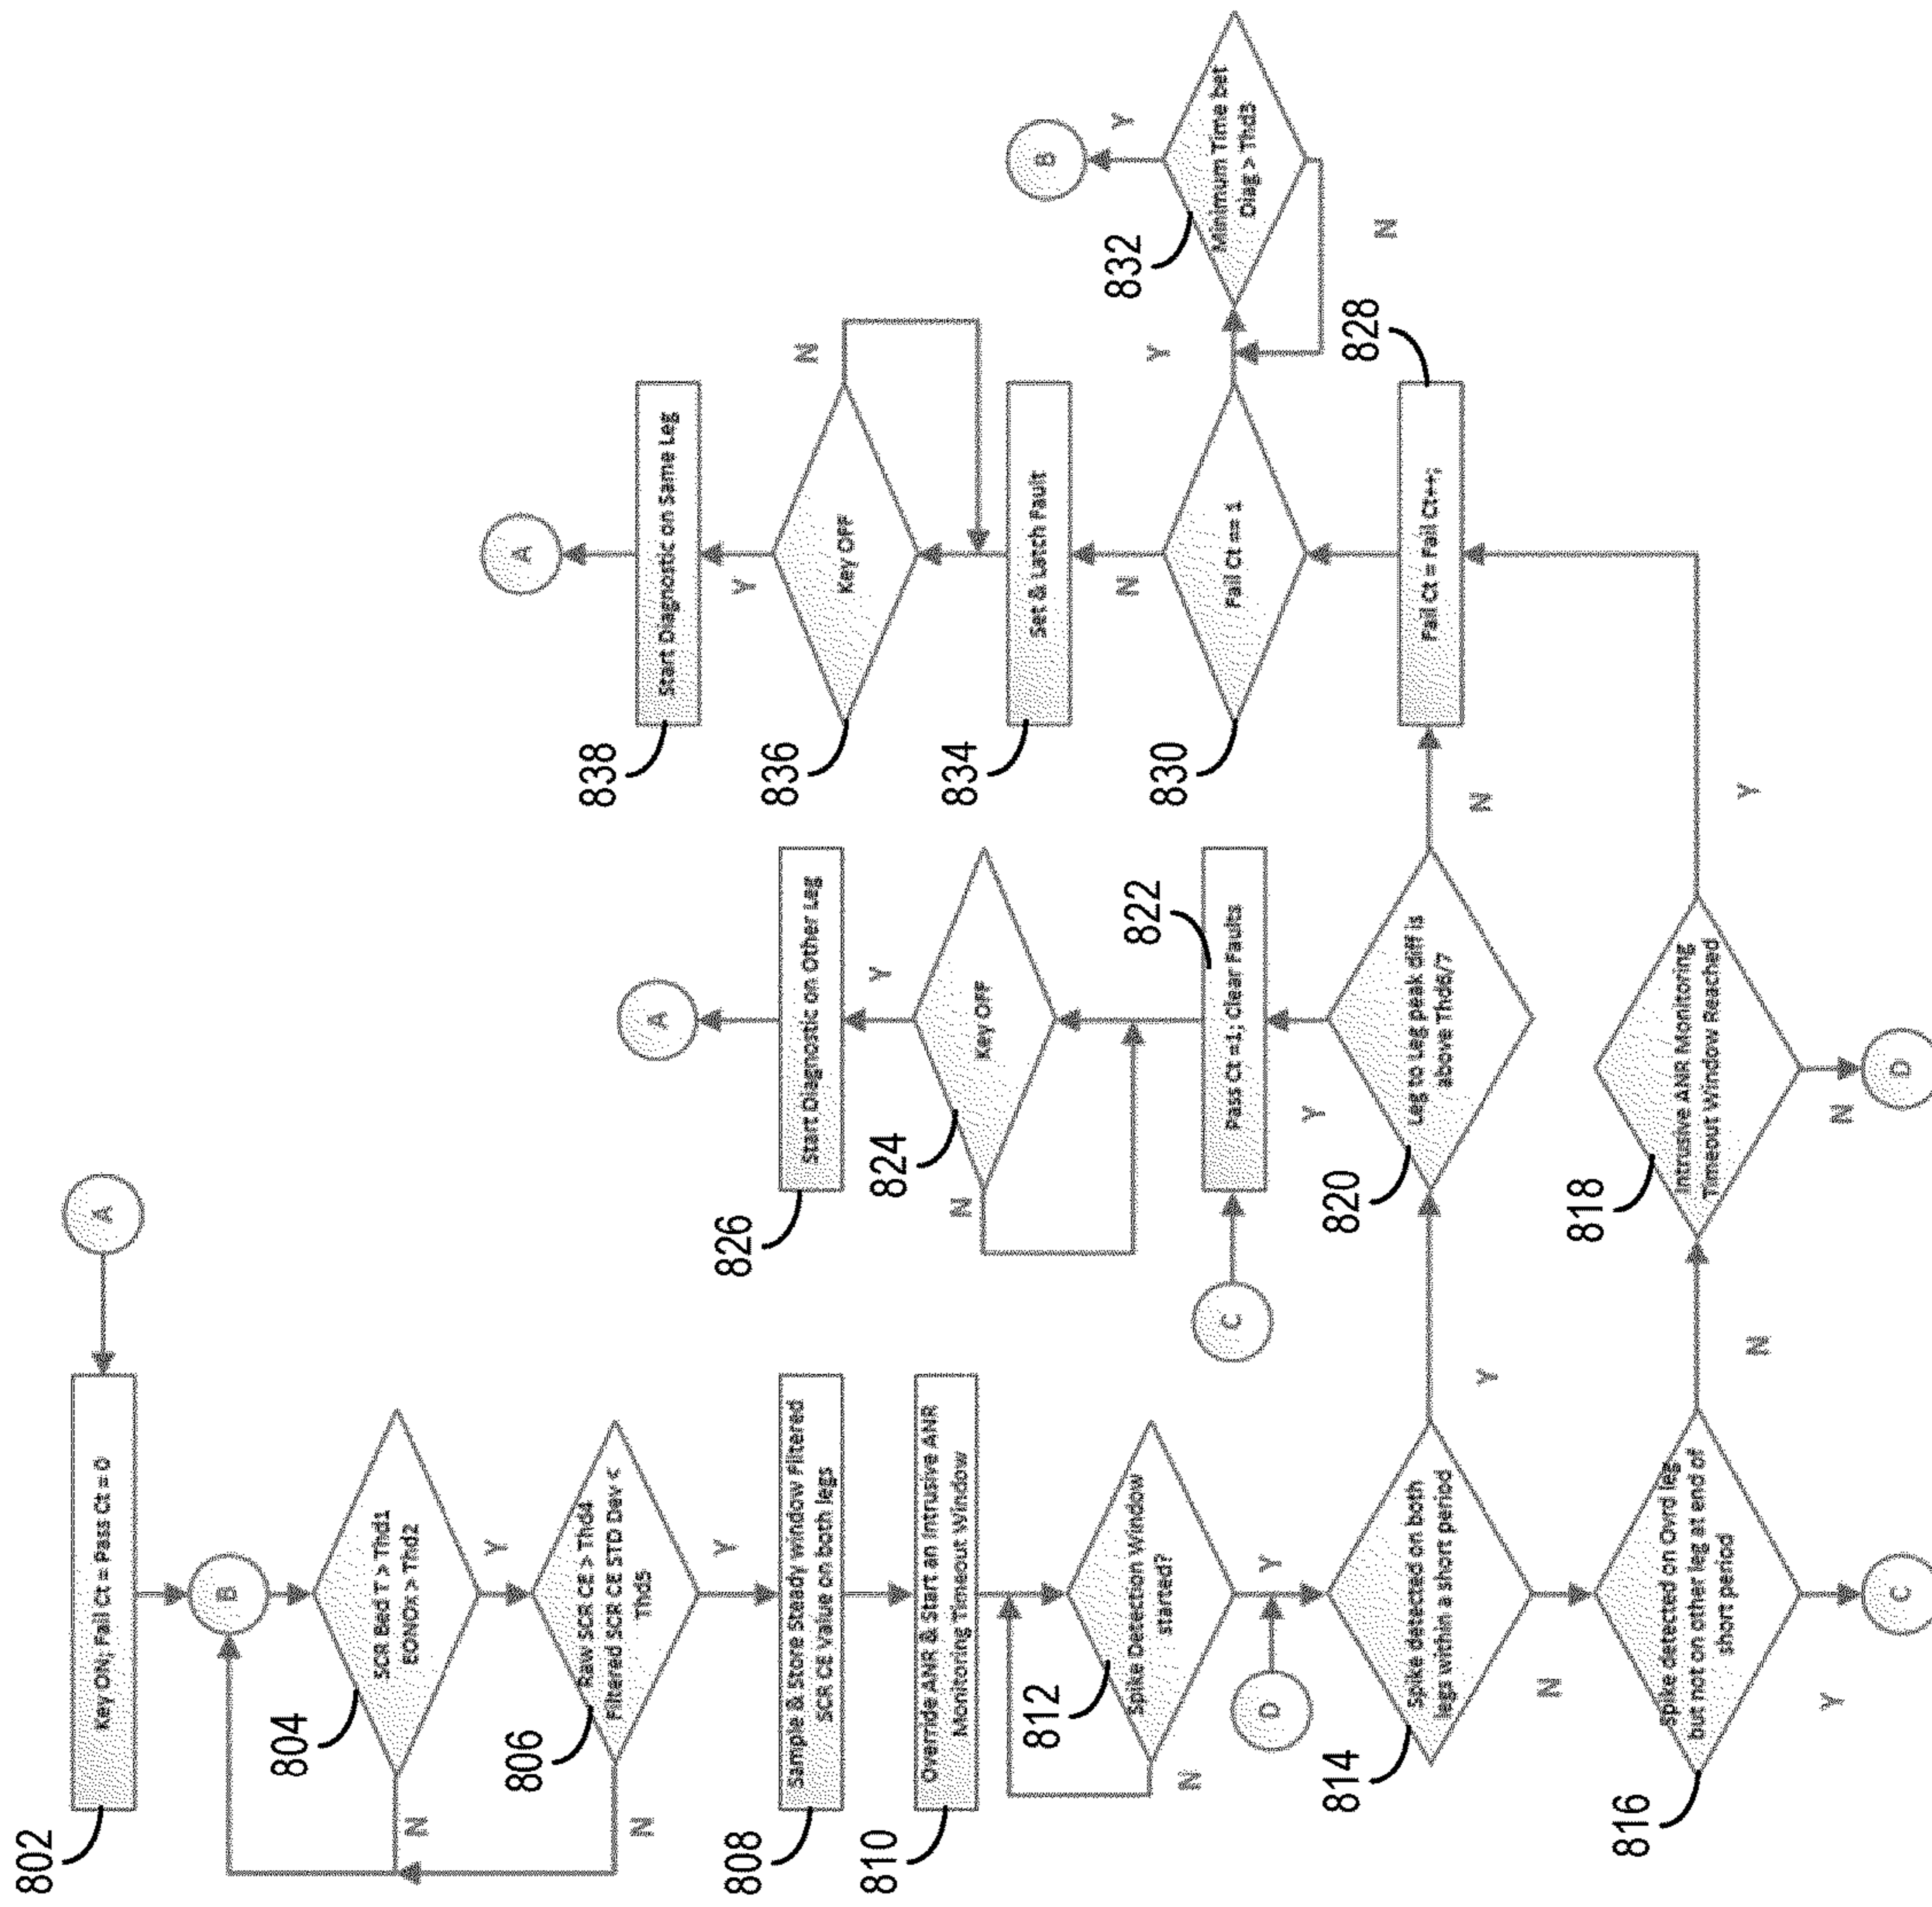 802
Key ON; Fail Ct = Pass Ct = 0
A
B
804
SCR Bed T > Thd1
EONOx > Thd2
N
Y
806
Raw SCR CE > Thd4
Filtered SCR CE STD Dev <
Thd5
N
Y
808
Sample & Store Steady window Filtered
SCR CE value on both legs
810
Override ANR & Start an Intrusive ANR
Monitoring Timeout Window
812
Spike Detection Window
started?
N
Y
D
814
Spike detected on both
legs within a short period
Y
N
816
Spike detected on Ovrd leg
but not on other leg at end of
short period
Y
N
C
818
Intrusive ANR Monitoring
Timeout Window Reached
N
Y
D
820
Leg to Leg peak diff is
above Thd6/7
Y
N
C
822
Pass Ct =1; Clear Faults
824
Key OFF
N
Y
826
Start Diagnostic on Other Leg
A
828
Fail Ct = Fail Ct++;
830
Fail Ct == 1
N
Y
832
Minimum Time bet
Diag > Thd3
Y
N
B
834
Set & Latch Fault
836
Key OFF
N
Y
838
Start Diagnostic on Same Leg
A